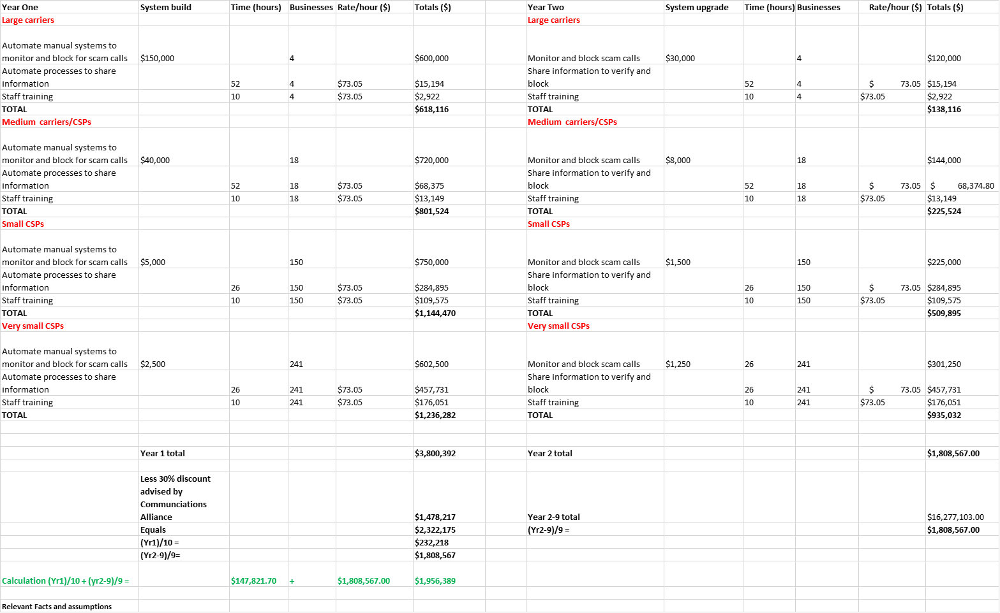 Year One System build Time (hours) Businesses Rate/hour ($) Totals ($) Year Two System upgrade Time (hours) Businesses Rate/hour ($) Totals ($)
Large carriers Large carriers
Automate manual systems to
monitor and block for scam calls $150,000 4 $600,000 Monitor and block scam calls $30,000 4 $120,000
Automate processes to share Share information to verify and
information 52 4 $73.05 $15,194 block 52 4 $ 73.05 $15,194
Staff training 10 4 $73.05 $2,922 Staff training 10 4 $73.05 $2,922
TOTAL $618,116 TOTAL $138,116
Medium carriers/CSPs Medium carriers/CSPs
Automate manual systems to
monitor and block for scam calls $40,000 18 $720,000 Monitor and block scam calls $8,000 18 $144,000
Automate processes to share Share information to verify and
information 52 18 $73.05 $68,375 block 52 18 $ 73.05 $ 68,374.80
Staff training 10 18 $73.05 $13,149 Staff training 10 18 $73.05 $13,149
TOTAL $801,524 TOTAL $225,524
Small CSPs Small CSPs
Automate manual systems to
monitor and block for scam calls $5,000 150 $750,000 Monitor and block scam calls $1,500 150 $225,000
Automate processes to share Share information to verify and
information 26 150 $73.05 $284,895 block 26 150 $ 73.05 $284,895
Staff training 10 150 $73.05 $109,575 Staff training 10 150 $73.05 $109,575
TOTAL $1,144,470 TOTAL $509,895
Very small CSPs Very small CSPs
Automate manual systems to
monitor and block for scam calls $2,500 241 $602,500 Monitor and block scam calls $1,250 26 241 $301,250
Automate processes to share Share information to verify and
information 26 241 $73.05 $457,731 block 26 241 $ 73.05 $457,731
Staff training 10 241 $73.05 $176,051 Staff training 10 241 $73.05 $176,051
TOTAL $1,236,282 TOTAL $935,032
Year 1 total $3,800,392 Year 2 total $1,808,567.00
Less 30% discount
advised by
Communciations
Alliance $1,478,217 Year 2-9 total $16,277,103.00
Equals $2,322,175 (Yr2-9)/9 = $1,808,567.00
(Yr1)/10 = $232,218
(Yr2-9)/9= $1,808,567
Calculation (Yr1)/10 + (yr2-9)/9 = $147,821.70 + $1,808,567.00 $1,956,389
Relevant Facts and assumptions